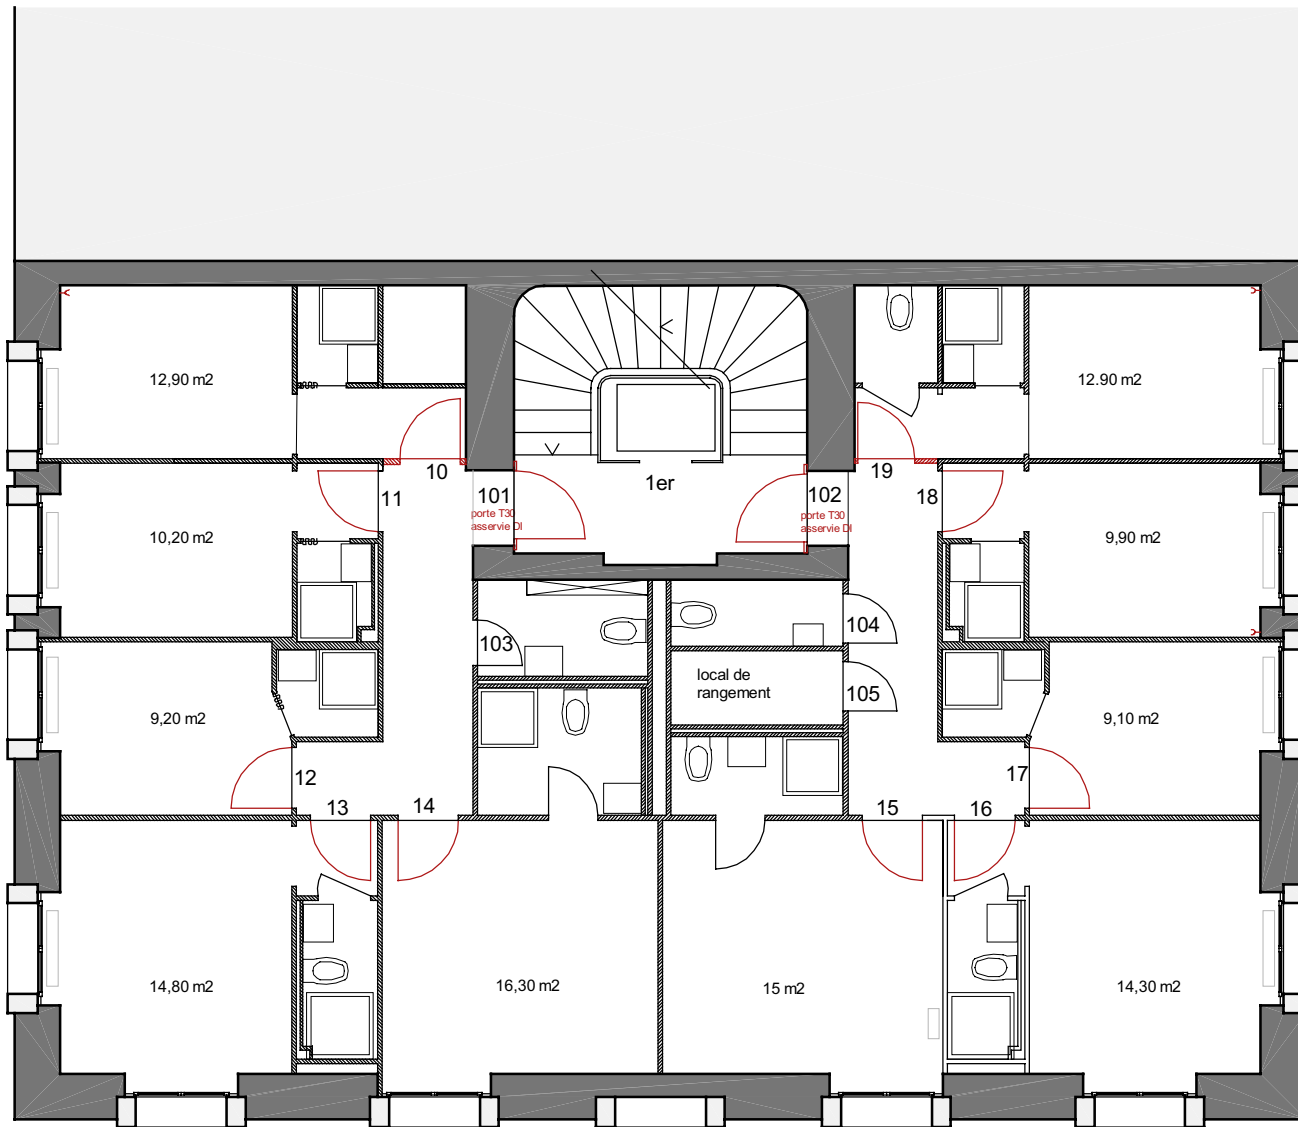 12,90 m2
12.90 m2
10
19
1er
11
101
102
18
porte T30
asservie DI
porte T30
asservie DI
10,20 m2
9,90 m2
103
104
local de
rangement
105
9,20 m2
9,10 m2
12
17
13
14
15
16
14,80 m2
16,30 m2
15 m2
14,30 m2